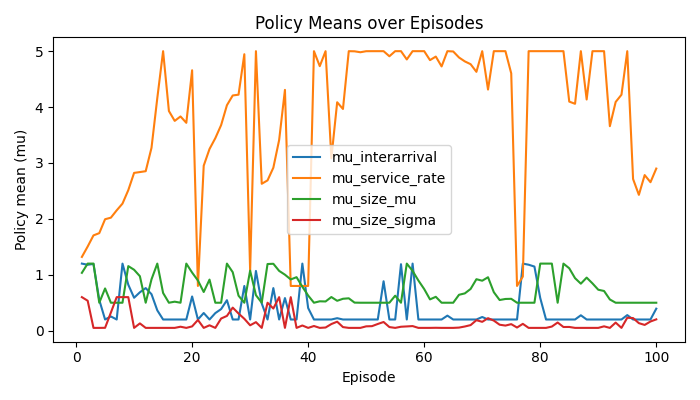 Policy Means over Episodes
Policy mean (mu)
5
4
3
2
1
0
mu_interarrival
mu_service_rate
mu_size_mu
mu_size_sigma
0
20
40
60
80
100
Episode